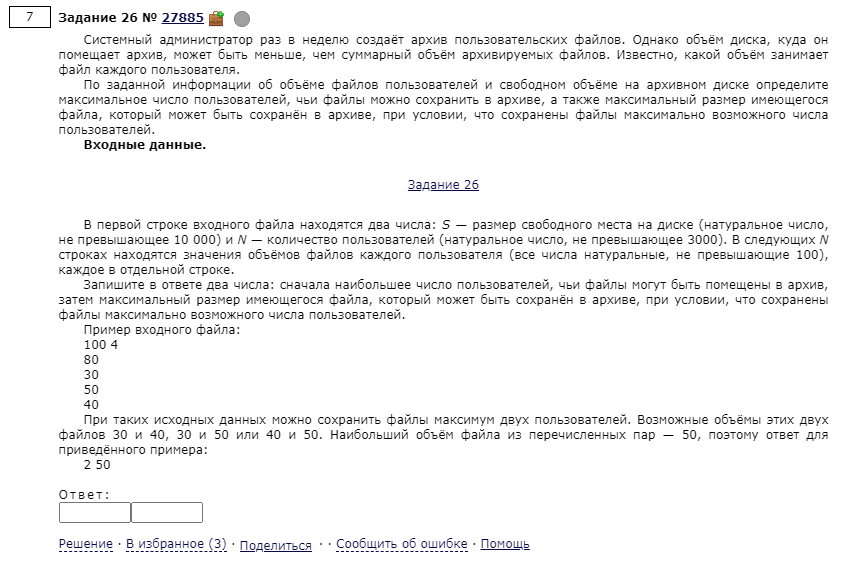 7
Задание 26 № 27885
Системный администратор раз в неделю создаёт архив пользовательских файлов. Однако объём диска, куда он
помещает архив, может быть меньше, чем суммарный объём архивируемых файлов. Известно, какой объём занимает
файл каждого пользователя.
По заданной информации об объёме файлов пользователей и свободном объёме на архивном диске определите
максимальное число пользователей, чьи файлы можно сохранить в архиве, а также максимальный размер имеющегося
файла, который может быть сохранён в архиве, при условии, что сохранены файлы максимально возможного числа
пользователей.
Входные данные.
Задание 26
В первой строке входного файла находятся два числа: S — размер свободного места на диске (натуральное число,
не превышающее 10 000) и N — количество пользователей (натуральное число, не превышающее 3000). В следующих N
строках находятся значения объёмов файлов каждого пользователя (все числа натуральные, не превышающие 100),
каждое в отдельной строке.
Запишите в ответе два числа: сначала наибольшее число пользователей, чьи файлы могут быть помещены в архив,
затем максимальный размер имеющегося файла, который может быть сохранён в архиве, при условии, что сохранены
файлы максимально возможного числа пользователей.
Пример входного файла:
100 4
80
30
50
40
При таких исходных данных можно сохранить файлы максимум двух пользователей. Возможные объёмы этих двух
файлов 30 и 40, 30 и 50 или 40 и 50. Наибольший объём файла из перечисленных пар — 50, поэтому ответ для
приведённого примера:
2 50
Ответ:
Решение · В избранное (3) · Поделиться · · Сообщить об ошибке · Помощь